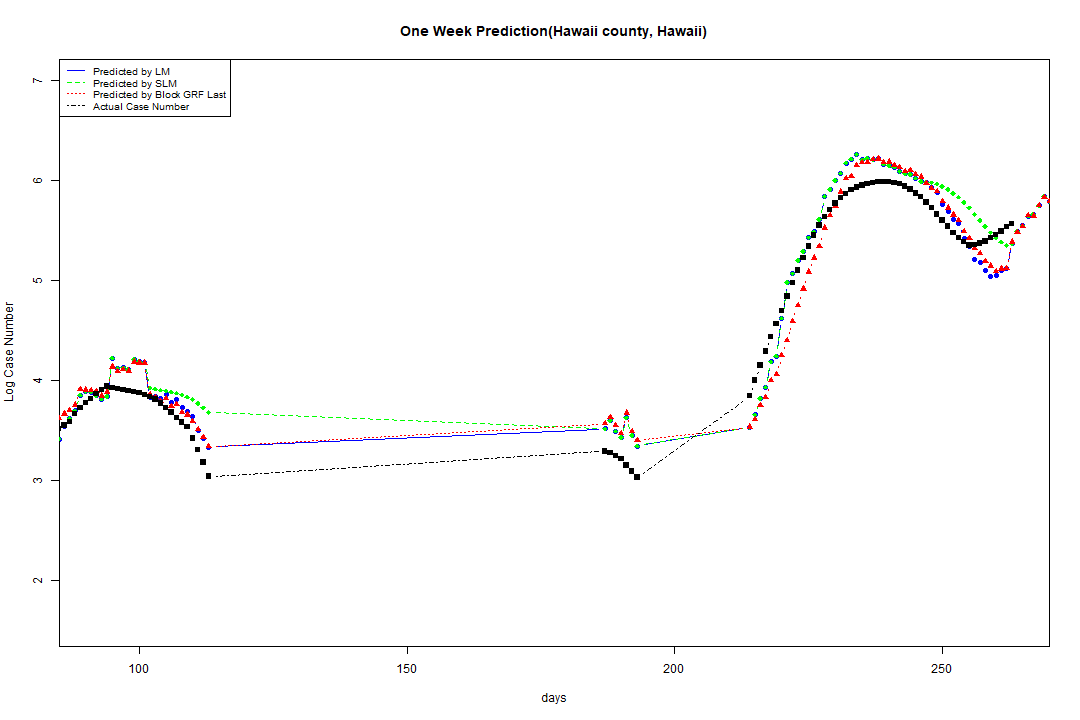 One Week Prediction(Hawaii county, Hawaii)
Predicted by LM
Predicted by SLM
Predicted by Block GRF Last
Actual Case Number
7
6
5
4
3
2
Log Case Number
100 150 200 250
days